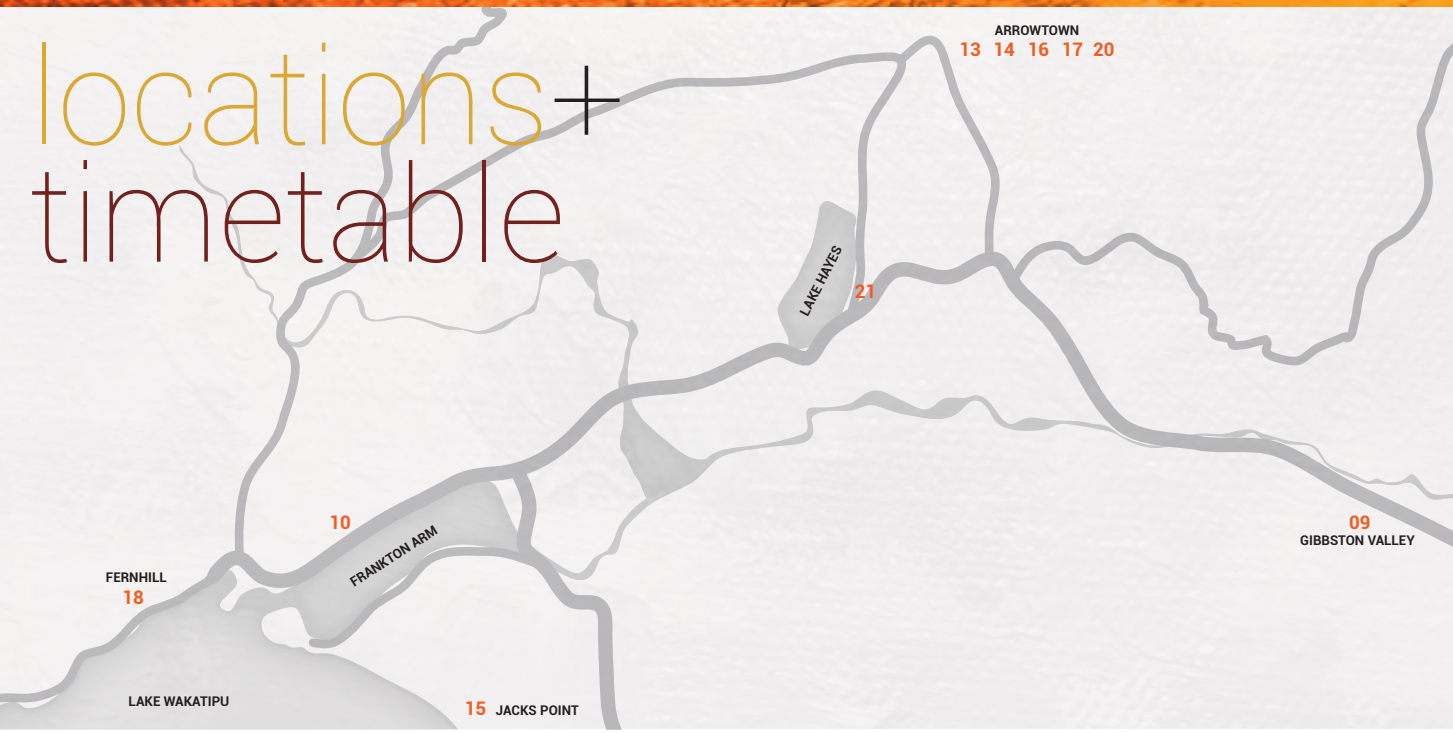 locations+
timetable
ARROWTOWN
13 14 16 17 20
LAKE HAYES
21
10
FRANKTON ARM
09
GIBBSTON VALLEY
FERNHILL
18
LAKE WAKATIPU
15 JACKS POINT